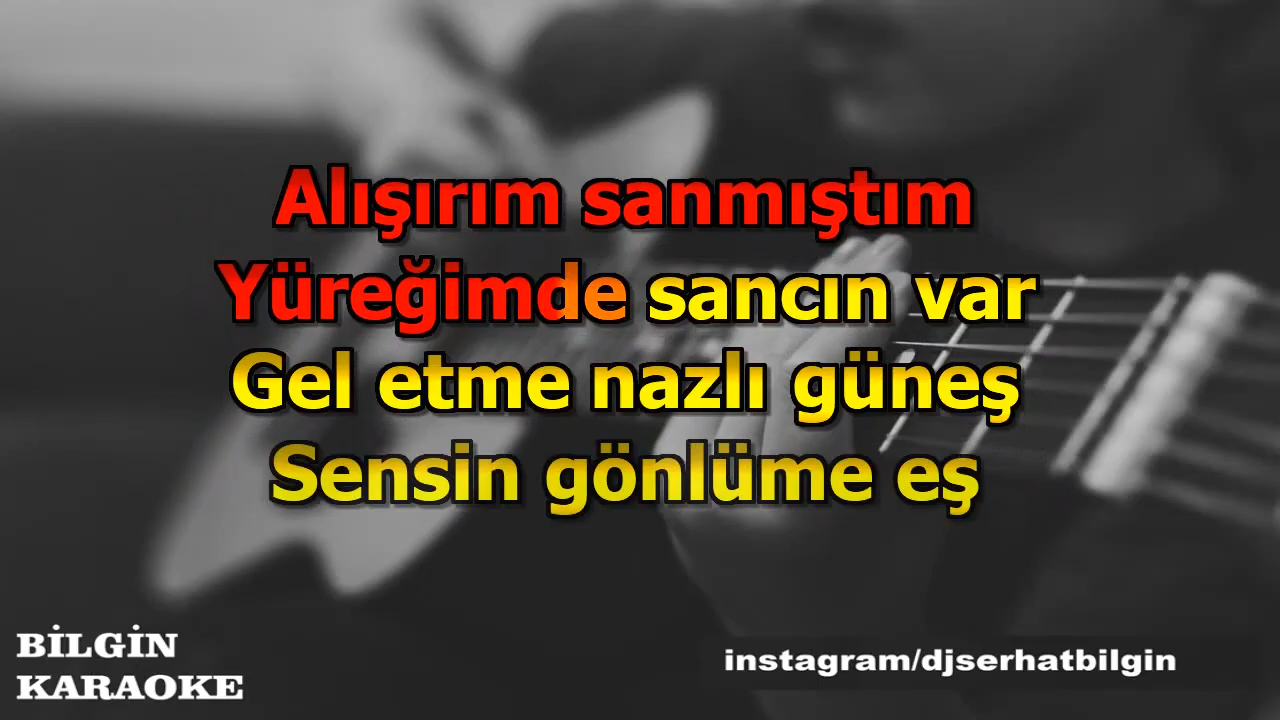 Alışırım sanmıştım
Yüreğimde sancın var
Gel etme nazlı güneş
Sensin gönlüme eş
BİLGİN
KARAOKE
instagram/djserhatbilgin